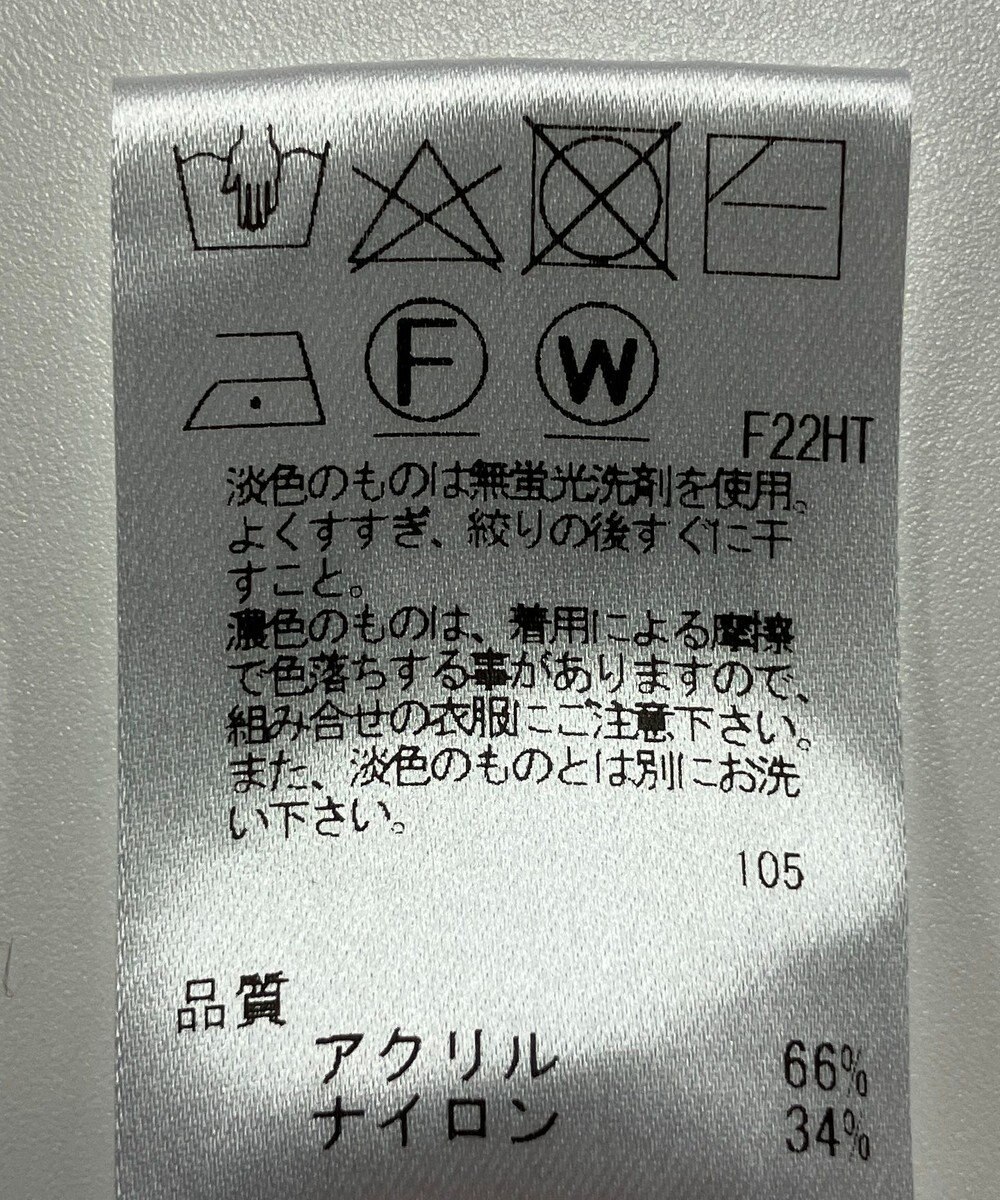 F
W
F22HT
淡色のものは無蛍光洗剤を使用。
よくすすぎ、絞りの後すぐに干
すこと。
濃色のものは、着用による摩擦
で色落ちする事がありますので、
組み合せの衣服にご注意下さい。
また、淡色のものとは別にお洗
い下さい。
105
品質
アクリル 66%
ナイロン 34%